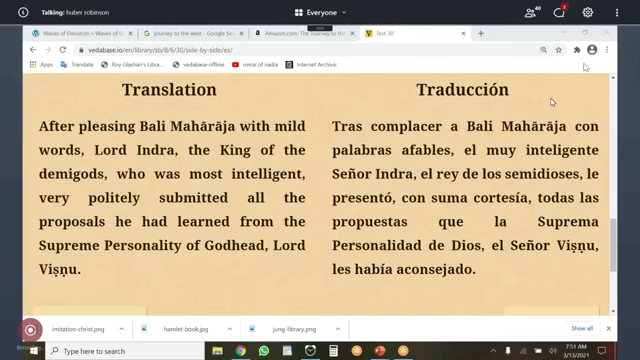 Talking: huber robinson
Everyone
40
2
Waves of Devotion » Waves of G
journey to the west - Google Sea
Amazon.com: The Journey to the
Text 30
vedabase.io/en/library/sb/8/6/30/side-by-side/es/
Apps
Translate
Roy Glashan's Library.
vedabase-offline
nimai of nadia
Internet Archive:
Translation
After pleasing Bali Mahārāja with mild
words, Lord Indra, the King of the
demigods, who was most intelligent,
very politely submitted all the
proposals he had learned from the
Supreme Personality of Godhead, Lord
Viṣṇu.
Traducción
Tras complacer a Bali Mahārāja con
palabras afables, el muy inteligente
Señor Indra, el rey de los semidioses, le
presentó, con suma cortesía, todas las
propuestas que la Suprema
Personalidad de Dios, el Señor Viṣṇu,
les había aconsejado.
imitation-christ.png
hamlet-book.jpg
jung-library.png
Show all
Type here to search
7:51 AM
3/13/2021